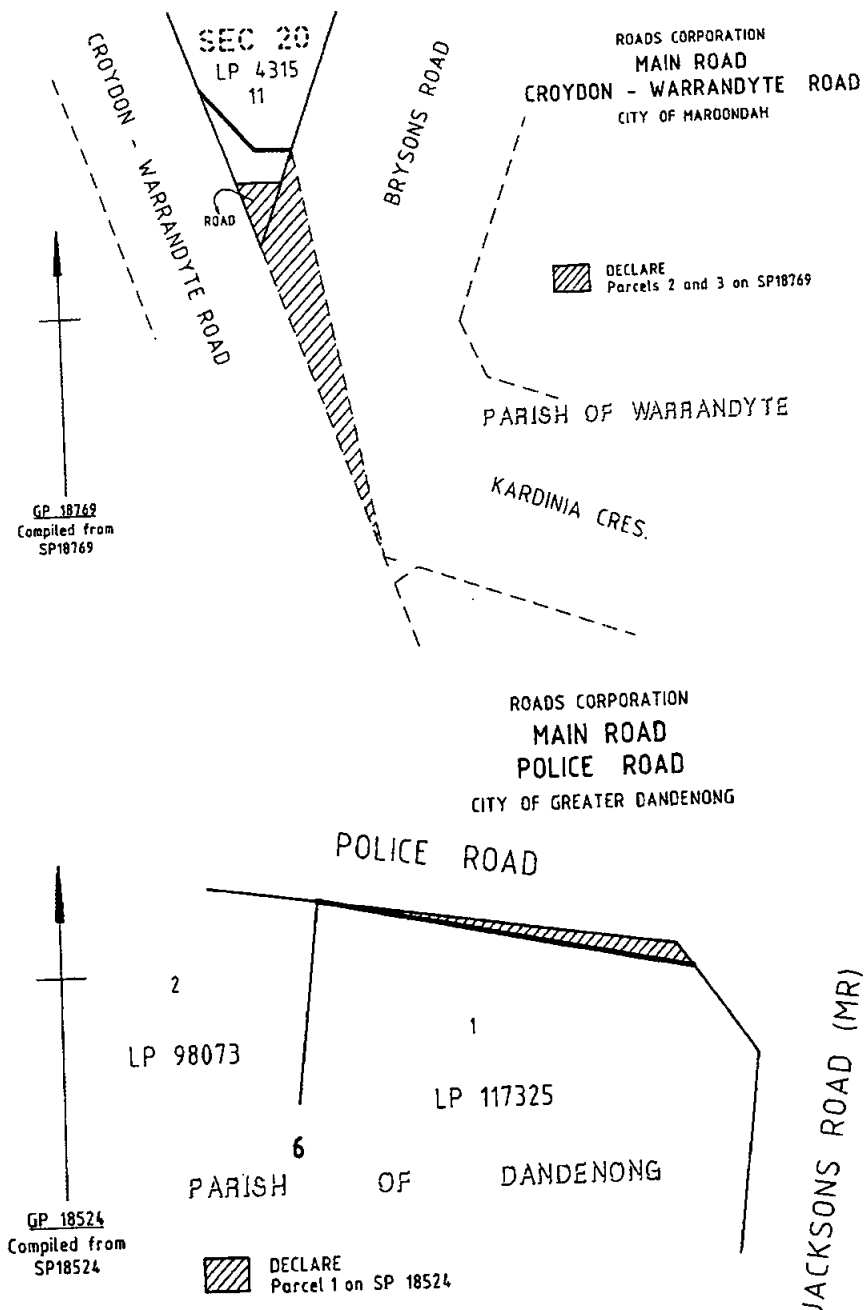 SEC 20
LP 4315
11
CROYDON - WARRANDYTE ROAD
BRYSONS ROAD
ROADS CORPORATION
MAIN ROAD
CROYDON - WARRANDYTE ROAD
CITY OF MAROONDAH
ROAD
DECLARE
Parcels 2 and 3 on SP18769
PARISH OF WARRANDYTE
KARDINIA CRES.
GP 18769
Compiled from
SP18769
ROADS CORPORATION
MAIN ROAD
POLICE ROAD
CITY OF GREATER DANDENONG
POLICE ROAD
2
LP 98073
1
LP 117325
6
PARISH OF DANDENONG
JACKSONS ROAD (MR)
GP 18524
Compiled from
SP18524
DECLARE
Parcel 1 on SP 18524